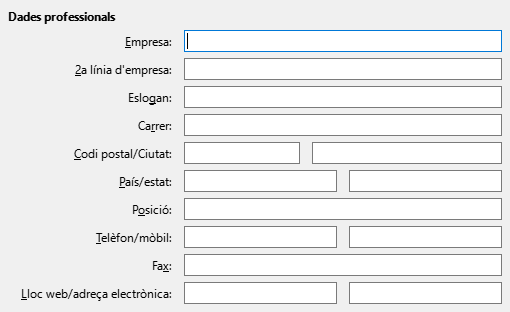 Dades professionals
Empresa:
2a línia d'empresa:
Eslogan:
Carrer:
Codi postal/Ciutat:
País/estat:
Posició:
Telèfon/mòbil:
Fax:
Lloc web/adreça electrònica: